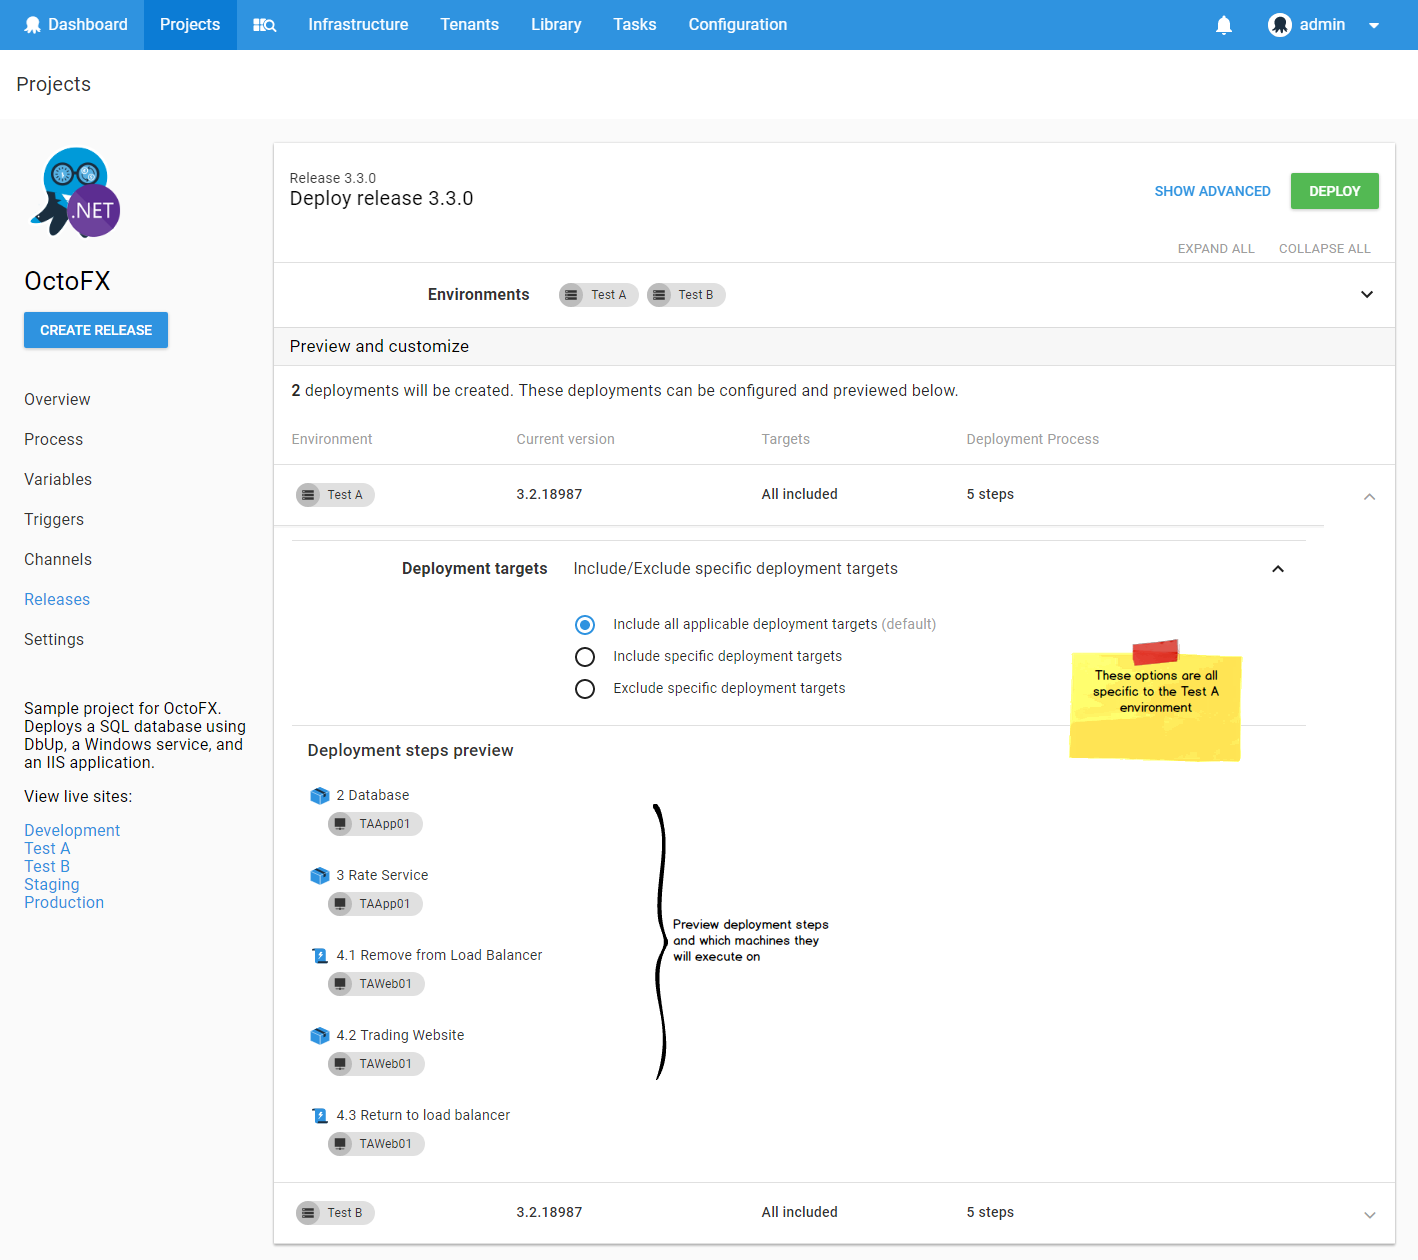 Dashboard Projects Infrastructure Tenants Library Tasks Configuration admin
Projects
.NET
OctoFX
CREATE RELEASE
Overview
Process
Variables
Triggers
Channels
Releases
Settings
Sample project for OctoFX.
Deploys a SQL database using
DbUp, a Windows service, and
an IIS application.
View live sites:
Development
Test A
Test B
Staging
Production
Release 3.3.0
Deploy release 3.3.0
SHOW ADVANCED DEPLOY
EXPAND ALL COLLAPSE ALL
Environments Test A Test B
Preview and customize
2 deployments will be created. These deployments can be configured and previewed below.
Environment Current version Targets Deployment Process
Test A 3.2.18987 All included 5 steps
Deployment targets Include/Exclude specific deployment targets
Include all applicable deployment targets (default)
Include specific deployment targets
Exclude specific deployment targets
These options are all
specific to the Test A
environment
Deployment steps preview
2 Database
TAApp01
3 Rate Service
TAApp01
4.1 Remove from Load Balancer
TAWeb01
4.2 Trading Website
TAWeb01
4.3 Return to load balancer
TAWeb01
Preview deployment steps
and which machines they
will execute on
Test B 3.2.18987 All included 5 steps